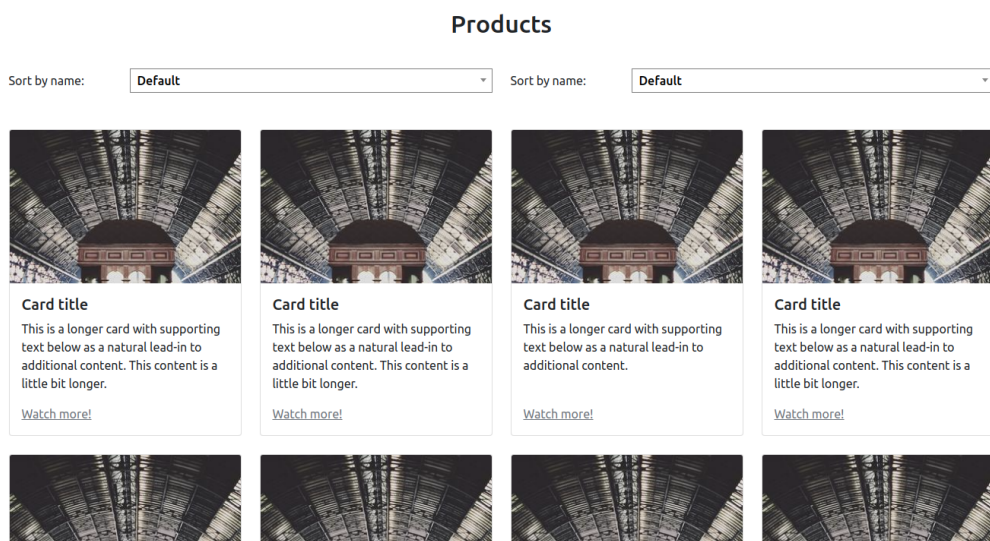 Products
Sort by name: Default Sort by name: Default
Card title
This is a longer card with supporting
text below as a natural lead-in to
additional content. This content is a
little bit longer.
Watch more!
Card title
This is a longer card with supporting
text below as a natural lead-in to
additional content. This content is a
little bit longer.
Watch more!
Card title
This is a longer card with supporting
text below as a natural lead-in to
additional content.
Watch more!
Card title
This is a longer card with supporting
text below as a natural lead-in to
additional content. This content is a
little bit longer.
Watch more!